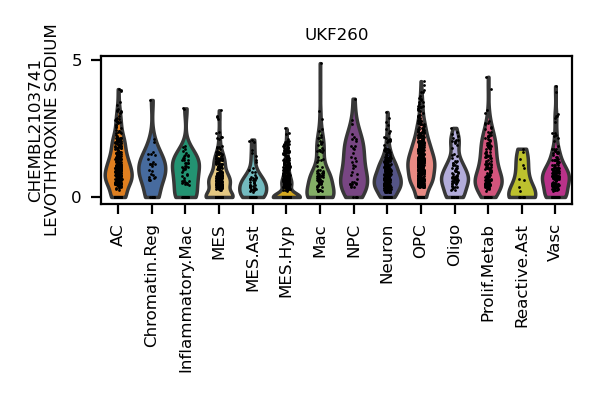 UKF260
CHEMBL2103741
LEVOTHYROXINE SODIUM
5
0
AC
Chromatin.Reg
Inflammatory.Mac
MES
MES.Ast
MES.Hyp
Mac
NPC
Neuron
OPC
Oligo
Prolif.Metab
Reactive.Ast
Vasc